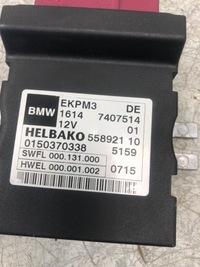 BMW EKPM3 DE
1614 7407514
12V 01
HELBAKO 558921 10
0150370338 5159
SWFL 000.131.000
HWEL 000.001.002 0715